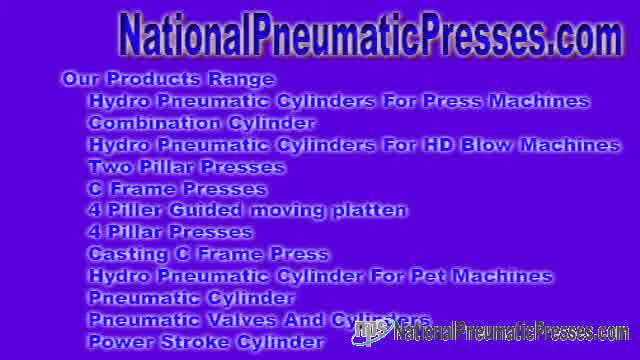 NationalPneumaticPresses.com
Our Products Range
Hydro Pneumatic Cylinders For Press Machines
Combination Cylinder
Hydro Pneumatic Cylinders For HD Blow Machines
Two Pillar Presses
C Frame Presses
4 Piller Guided moving platten
4 Pillar Presses
Casting C Frame Press
Hydro Pneumatic Cylinder For Pet Machines
Pneumatic Cylinder
Pneumatic Valves And Cylinders
NationalPneumaticPresses.com
Power Stroke Cylinder